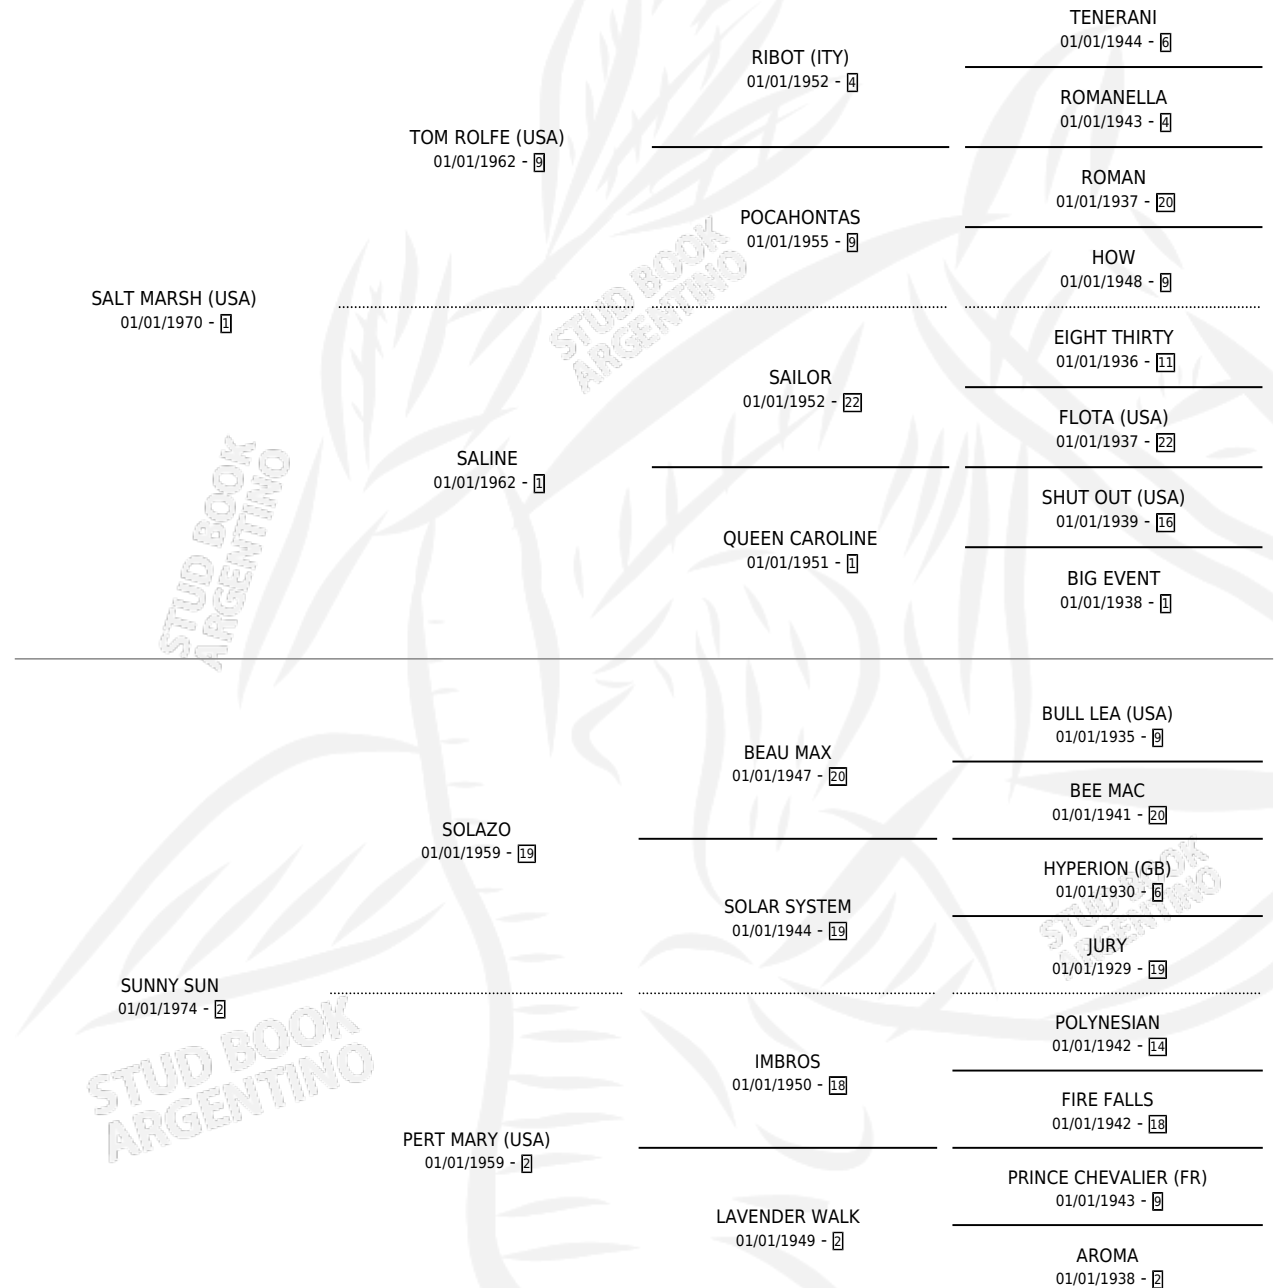 SALT MARSH (USA)
01/01/1970 - 1
TOM ROLFE (USA)
01/01/1962 - 9
RIBOT (ITY)
01/01/1952 - 4
TENERANI
01/01/1944 - 6
ROMANELLA
01/01/1943 - 4
POCAHONTAS
01/01/1955 - 9
ROMAN
01/01/1937 - 20
HOW
01/01/1948 - 9
SALINE
01/01/1962 - 1
SAILOR
01/01/1952 - 22
EIGHT THIRTY
01/01/1936 - 11
FLOTA (USA)
01/01/1937 - 22
QUEEN CAROLINE
01/01/1951 - 1
SHUT OUT (USA)
01/01/1939 - 16
BIG EVENT
01/01/1938 - 1
SUNNY SUN
01/01/1974 - 2
SOLAZO
01/01/1959 - 19
BEAU MAX
01/01/1947 - 20
BULL LEA (USA)
01/01/1935 - 9
BEE MAC
01/01/1941 - 20
SOLAR SYSTEM
01/01/1944 - 19
HYPERION (GB)
01/01/1930 - 6
JURY
01/01/1929 - 19
PERT MARY (USA)
01/01/1959 - 2
IMBROS
01/01/1950 - 18
POLYNESIAN
01/01/1942 - 14
FIRE FALLS
01/01/1942 - 18
LAVENDER WALK
01/01/1949 - 2
PRINCE CHEVALIER (FR)
01/01/1943 - 9
AROMA
01/01/1938 - 2
STUD BOOK
ARGENTINO
STUD BOOK
ARGENTINO
STUD BOOK
ARGENTINO
STUD BOOK
ARGENTINO